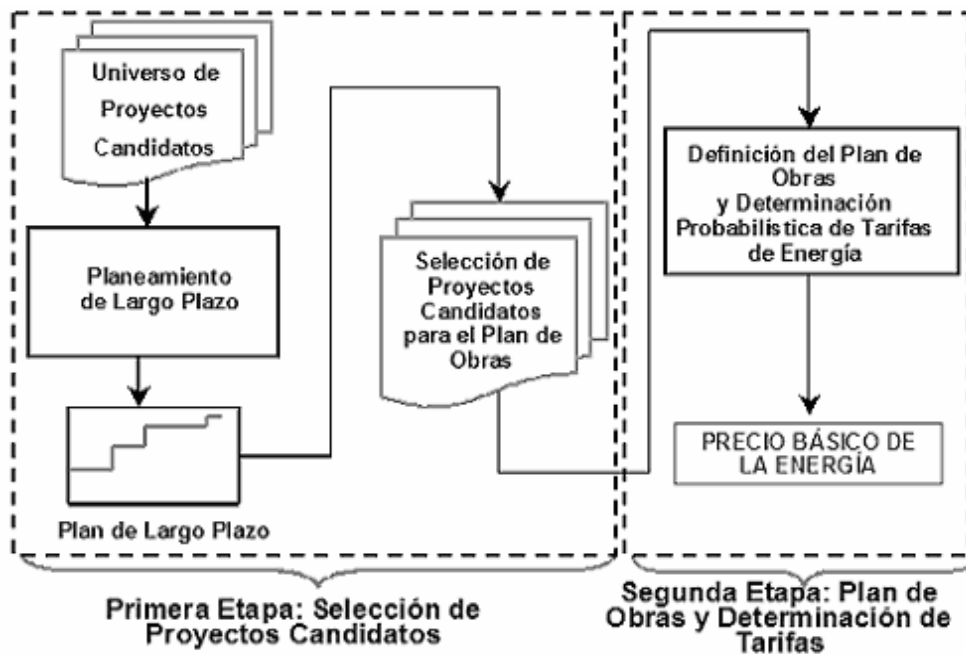 Universo de
Proyectos
Candidatos
Planeamiento
de Largo Plazo
Plan de Largo Plazo
Selección de
Proyectos
Candidatos
para el Plan de
Obras
Primera Etapa: Selección de
Proyectos Candidatos
Definición del Plan de
Obras
y Determinación
Probabilística de Tarifas
de Energía
PRECIO BÁSICO DE
LA ENERGÍA
Segunda Etapa: Plan de
Obras y Determinación de
Tarifas